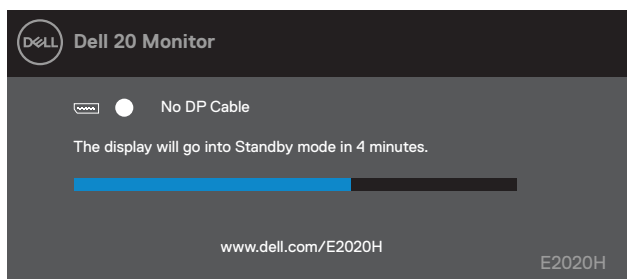 DELL
Dell 20 Monitor
No DP Cable
The display will go into Standby mode in 4 minutes.
www.dell.com/E2020H
E2020H